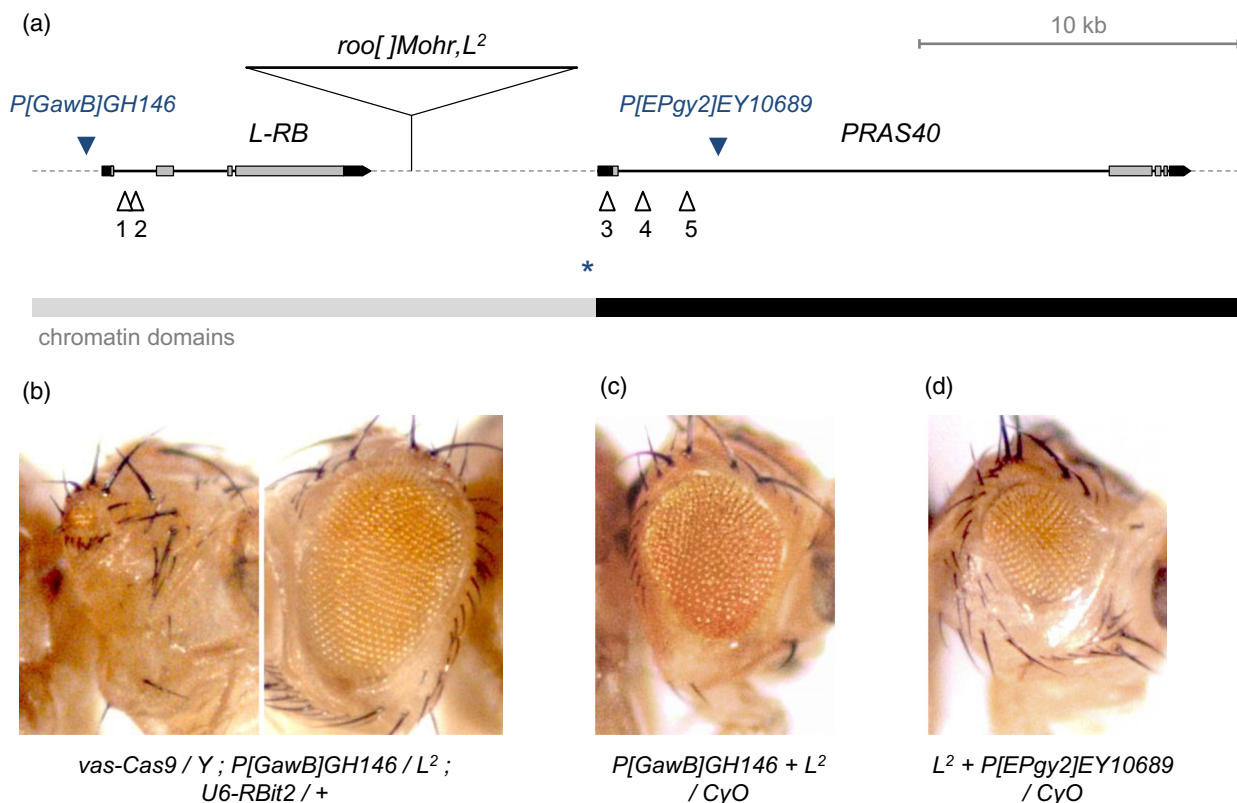 (a)
10 kb
roo[ ]Mohr,L²
P[GawB]GH146
P[EPgy2]EY10689
L-RB
PRAS40
1 2 3 4 5
*
chromatin domains
(b) (c) (d)
vas-Cas9 / Y ; P[GawB]GH146 / L² ;
U6-RBit2 / +
P[GawB]GH146 + L²
/ CyO
L² + P[EPgy2]EY10689
/ CyO